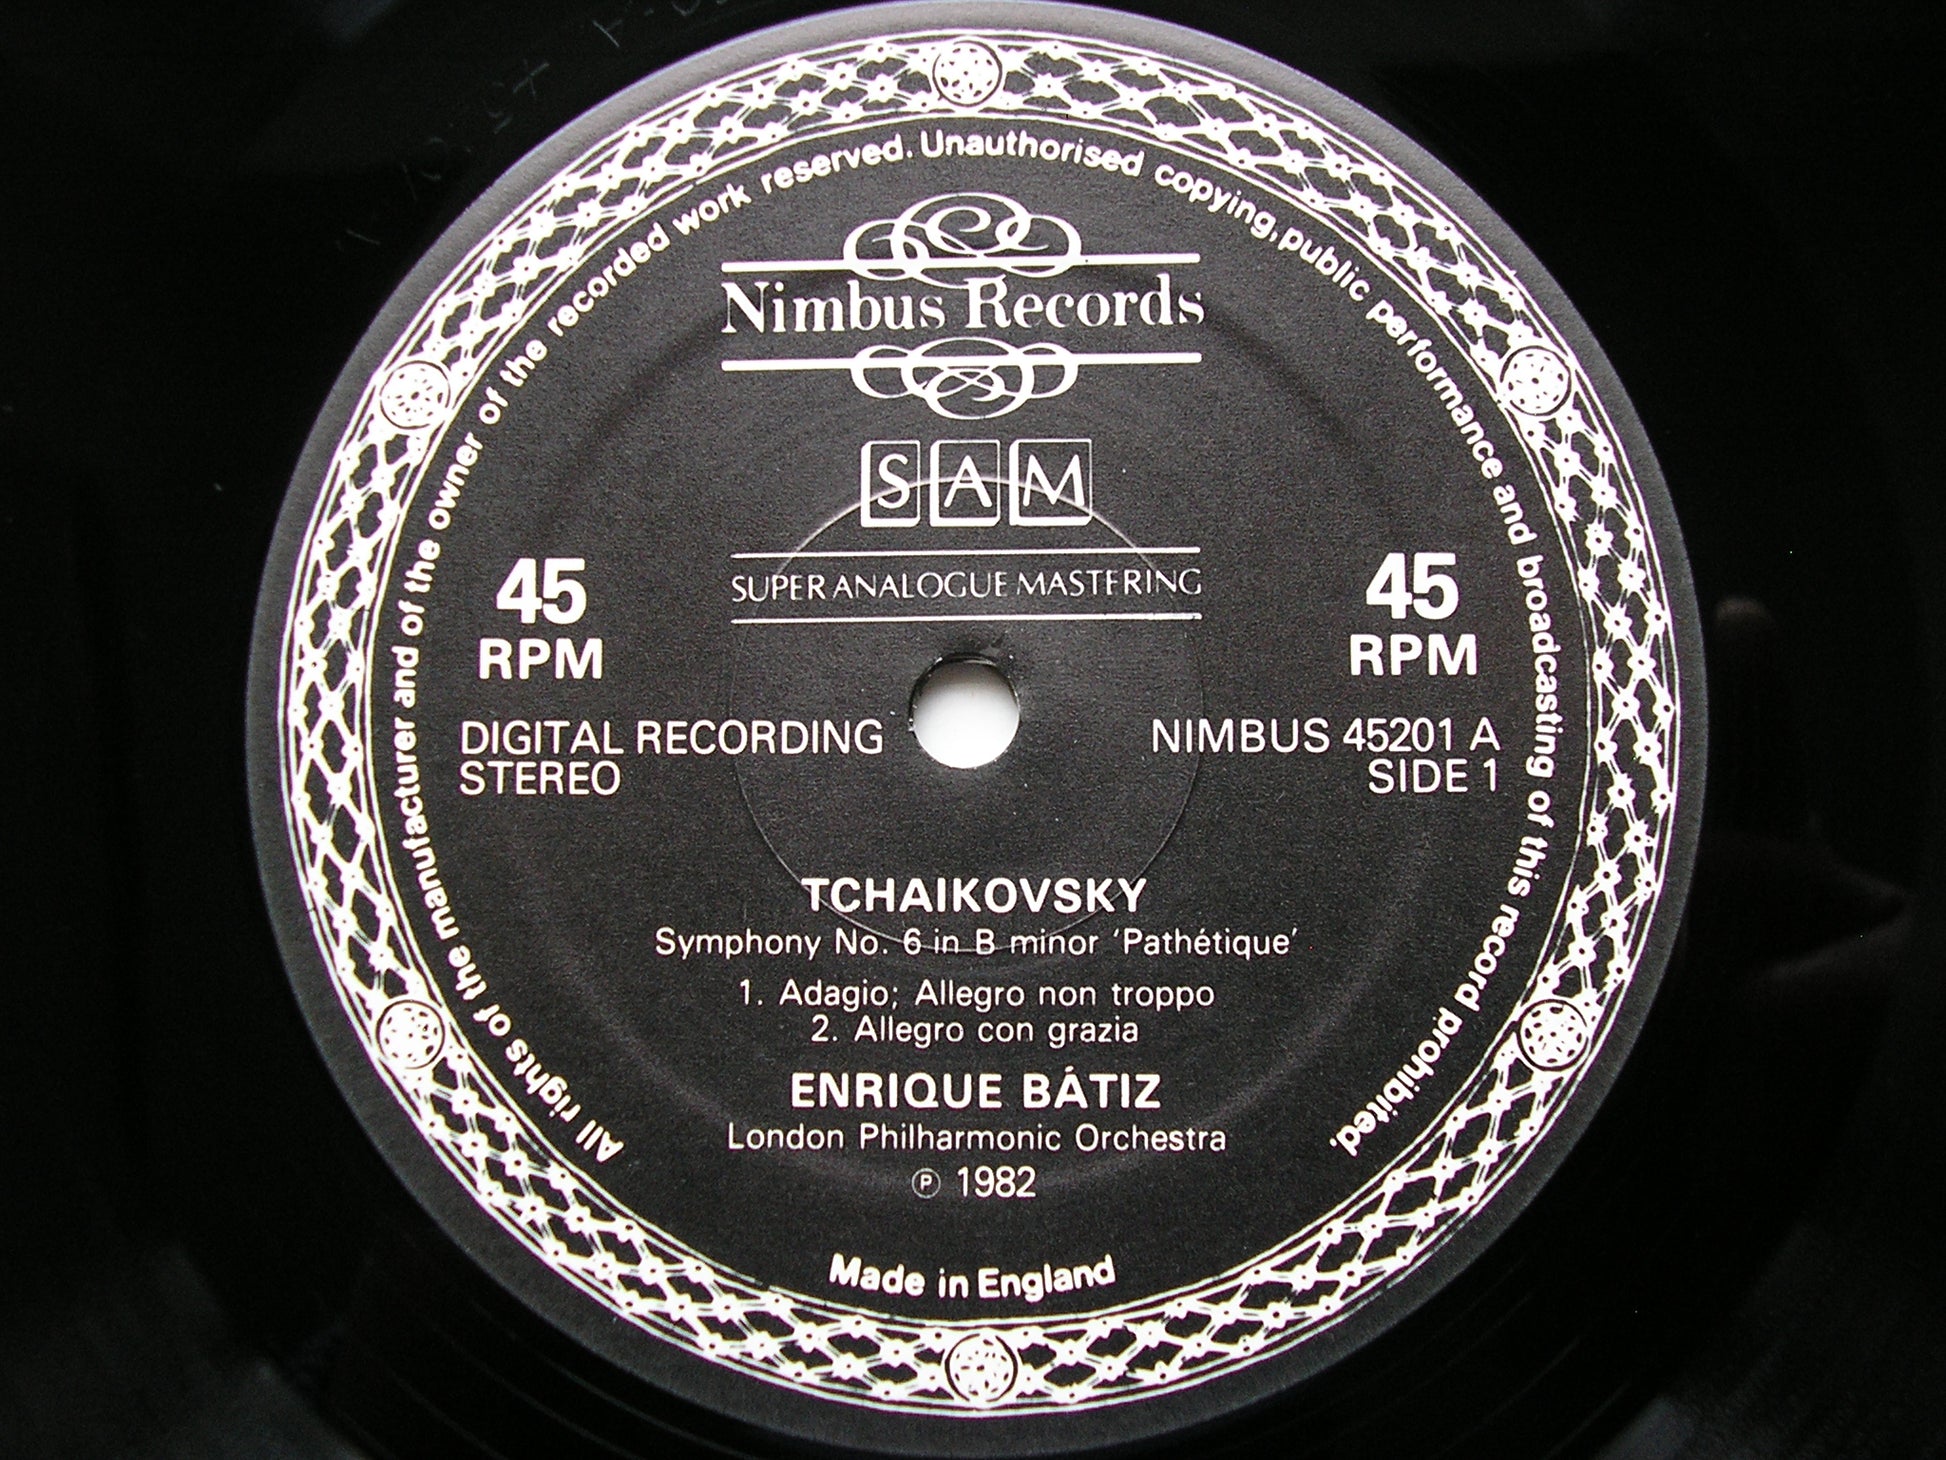 All rights of the manufacturer and of the owner of the recorded work reserved. Unauthorised copying, public performance and broadcasting of this record prohibited.
Nimbus Records
SAM
SUPER ANALOGUE MASTERING
45 45
RPM RPM
DIGITAL RECORDING NIMBUS 45201 A
STEREO SIDE 1
TCHAIKOVSKY
Symphony No. 6 in B minor 'Pathétique'
1. Adagio; Allegro non troppo
2. Allegro con grazia
ENRIQUE BÁTIZ
London Philharmonic Orchestra
℗ 1982
Made in England